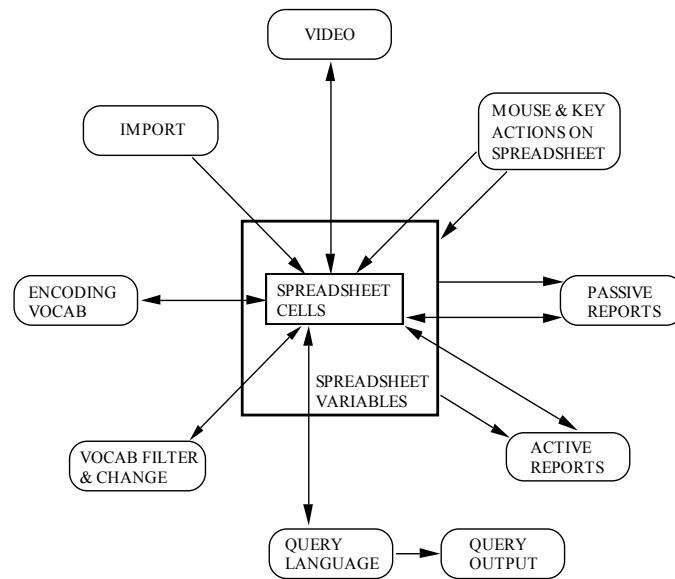 VIDEO
IMPORT
MOUSE & KEY
ACTIONS ON
SPREADSHEET
ENCODING
VOCAB
SPREADSHEET
CELLS
PASSIVE
REPORTS
SPREADSHEET
VARIABLES
VOCAB FILTER
& CHANGE
ACTIVE
REPORTS
QUERY
LANGUAGE
QUERY
OUTPUT